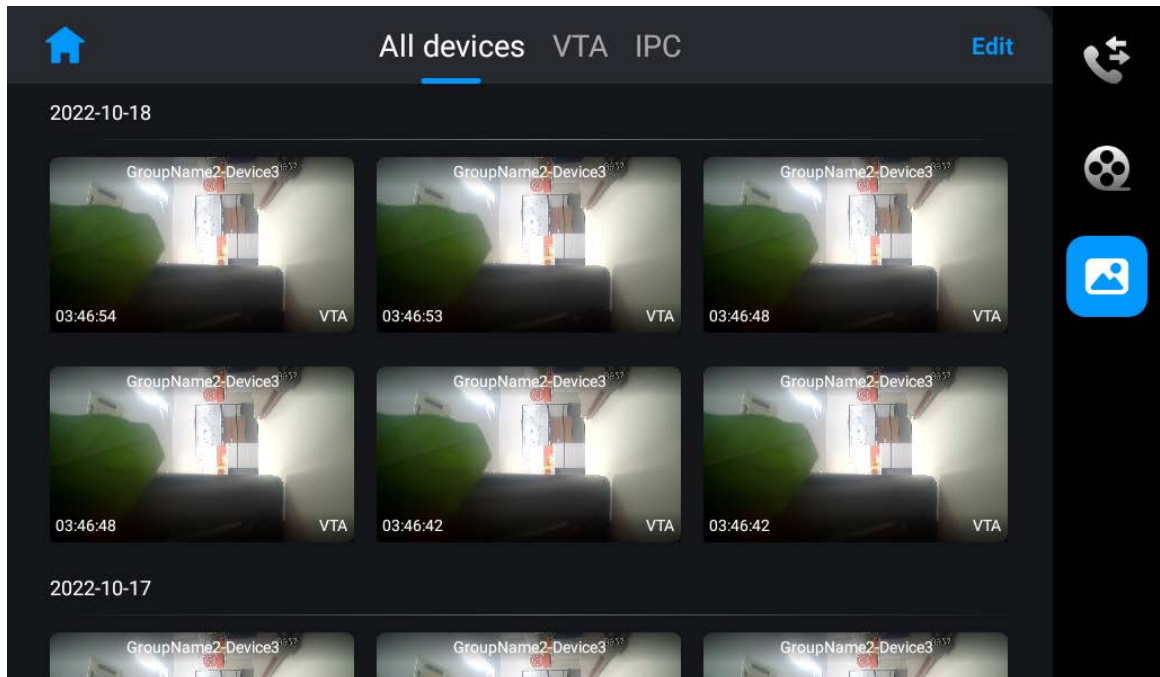 All devices VTA IPC Edit
2022-10-18
GroupName2-Device3 GroupName2-Device3 GroupName2-Device3
03:46:54 VTA 03:46:53 VTA 03:46:48 VTA
GroupName2-Device3 GroupName2-Device3 GroupName2-Device3
03:46:48 VTA 03:46:42 VTA 03:46:42 VTA
2022-10-17
GroupName2-Device3 GroupName2-Device3 GroupName2-Device3